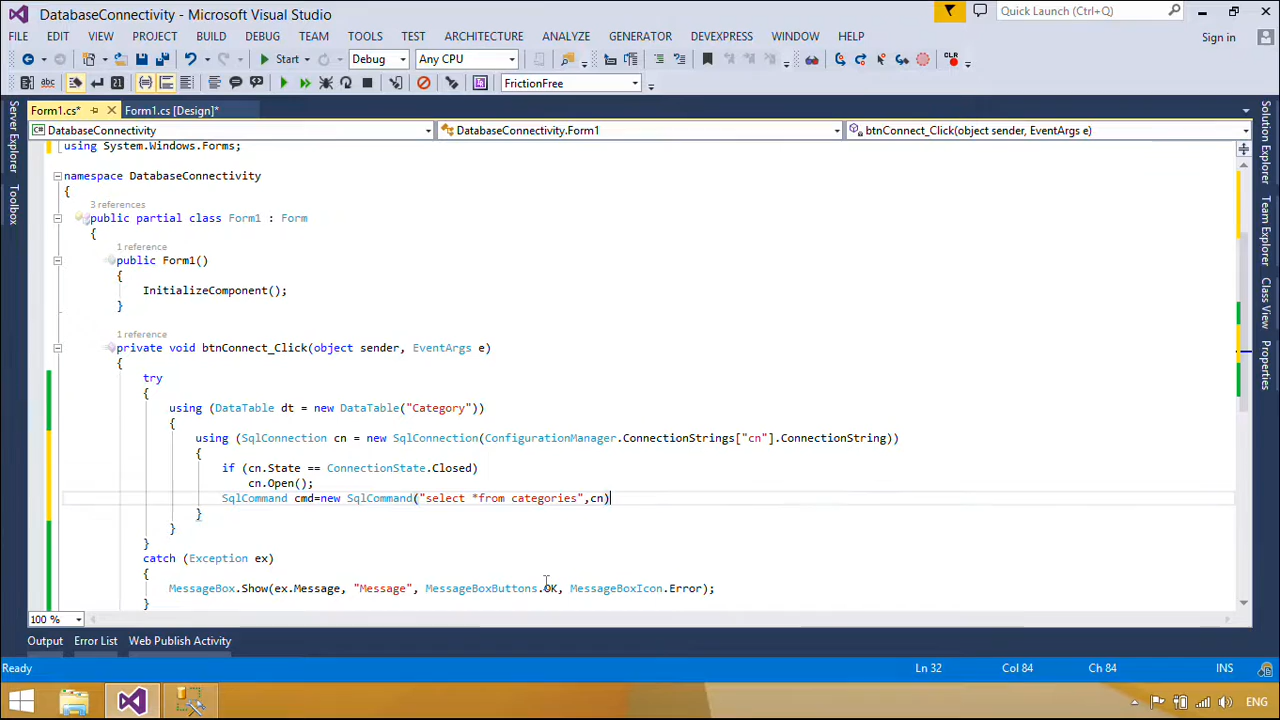 DatabaseConnectivity - Microsoft Visual Studio
Quick Launch (Ctrl+Q)
FILE EDIT VIEW PROJECT BUILD DEBUG TEAM TOOLS TEST ARCHITECTURE ANALYZE GENERATOR DEVEXPRESS WINDOW HELP
Sign in
Start Debug Any CPU
CLR
abc 21 FrictionFree
Form1.cs* Form1.cs [Design]*
DatabaseConnectivity DatabaseConnectivity.Form1 btnConnect_Click(object sender, EventArgs e)
Server Explorer
Toolbox
Solution Explorer
Team Explorer
Class View
Properties
using System.Windows.Forms;
namespace DatabaseConnectivity
{
3 references
public partial class Form1 : Form
{
1 reference
public Form1()
{
InitializeComponent();
}
1 reference
private void btnConnect_Click(object sender, EventArgs e)
{
try
{
using (DataTable dt = new DataTable("Category"))
{
using (SqlConnection cn = new SqlConnection(ConfigurationManager.ConnectionStrings["cn"].ConnectionString))
{
if (cn.State == ConnectionState.Closed)
cn.Open();
SqlCommand cmd=new SqlCommand("select *from categories",cn)
}
}
}
catch (Exception ex)
{
MessageBox.Show(ex.Message, "Message", MessageBoxButtons.OK, MessageBoxIcon.Error);
}
100 %
Output Error List Web Publish Activity
Ready Ln 32 Col 84 Ch 84 INS
ENG